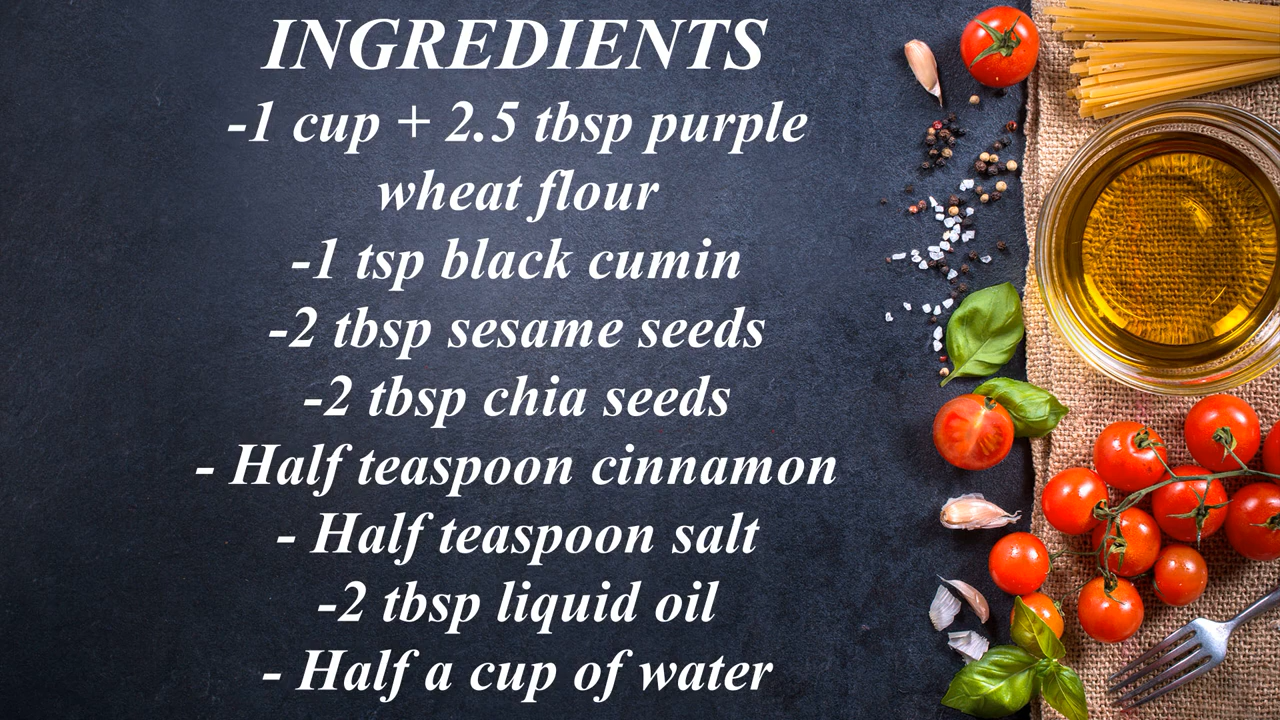 INGREDIENTS
-1 cup + 2.5 tbsp purple
wheat flour
-1 tsp black cumin
-2 tbsp sesame seeds
-2 tbsp chia seeds
- Half teaspoon cinnamon
- Half teaspoon salt
-2 tbsp liquid oil
- Half a cup of water